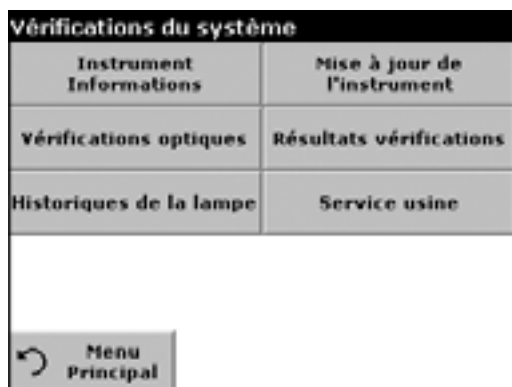 Vérifications du système
Instrument
Informations
Mise à jour de
l'instrument
Vérifications optiques
Résultats vérifications
Historiques de la lampe
Service usine
Menu
Principal